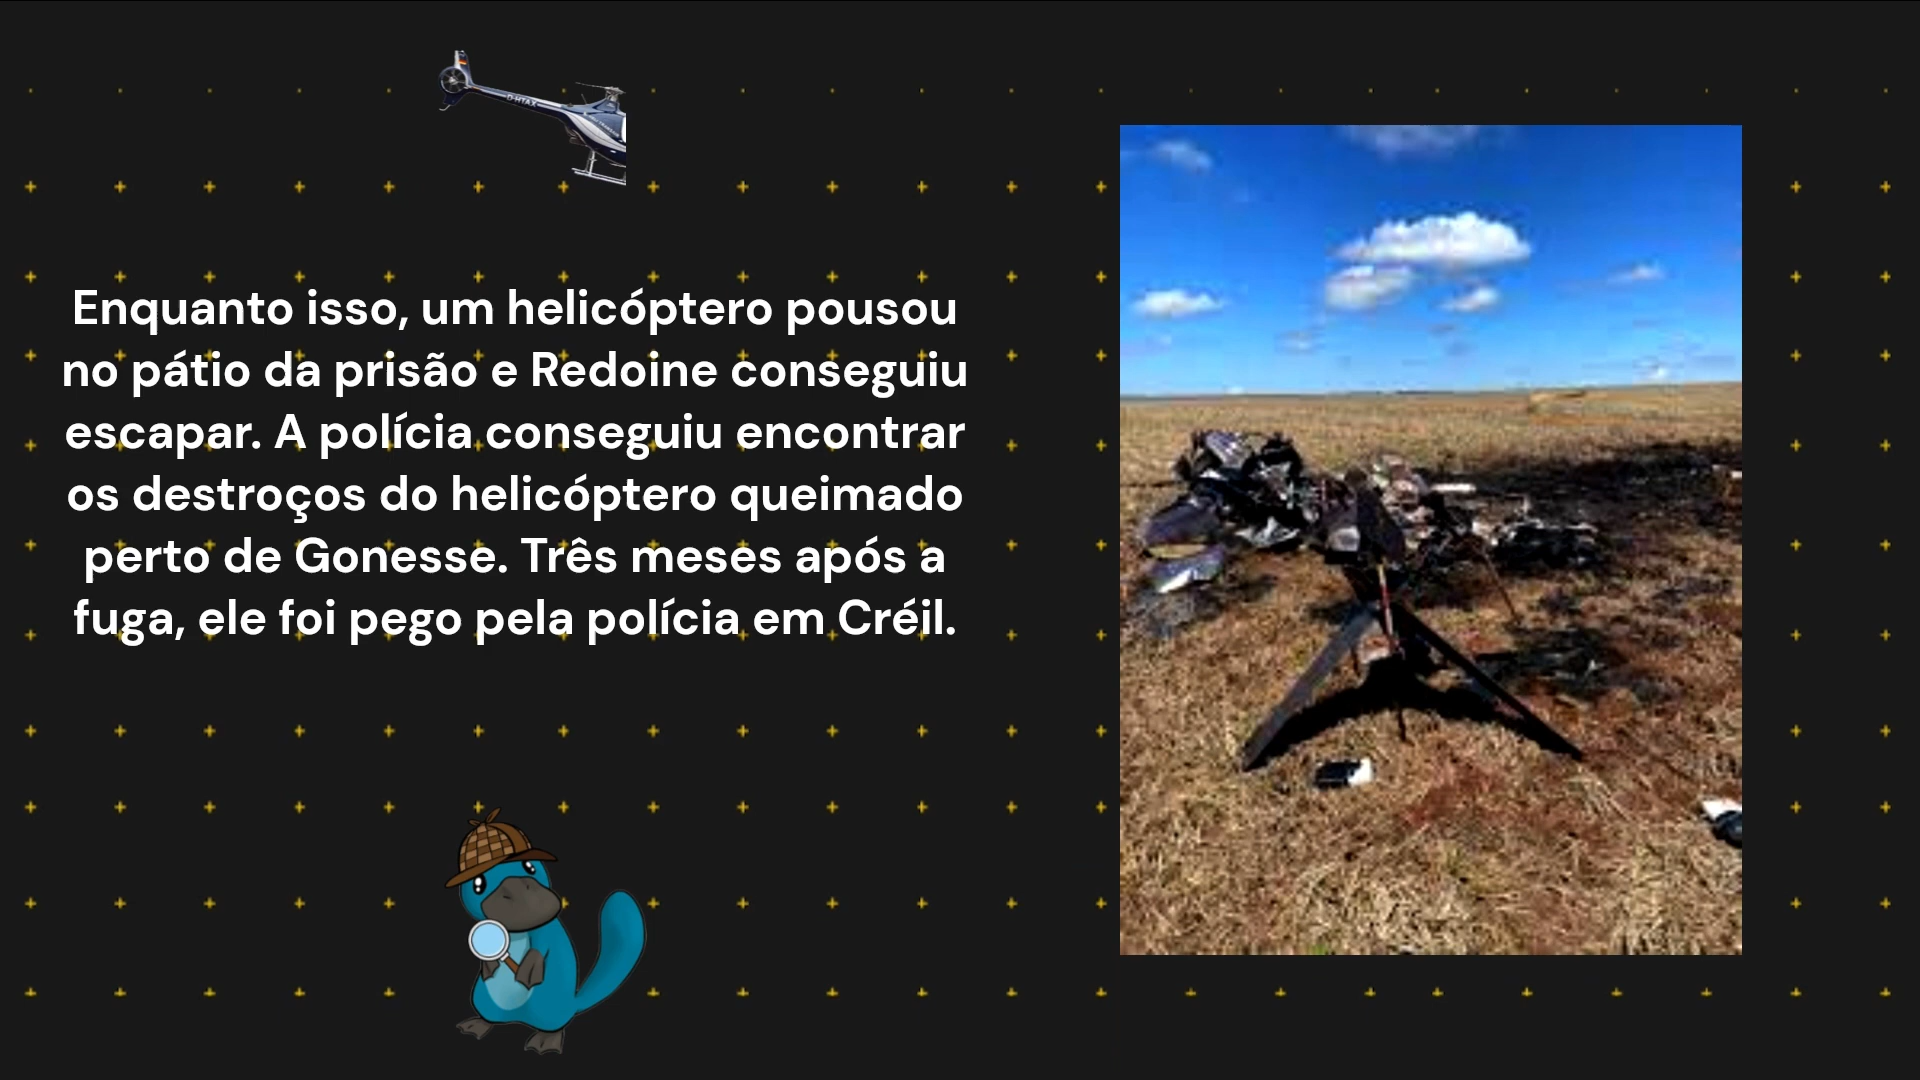 D-HTAX
Enquanto isso, um helicóptero pousou
no pátio da prisão e Redoine conseguiu
escapar. A polícia conseguiu encontrar
os destroços do helicóptero queimado
perto de Gonesse. Três meses após a
fuga, ele foi pego pela polícia em Créil.